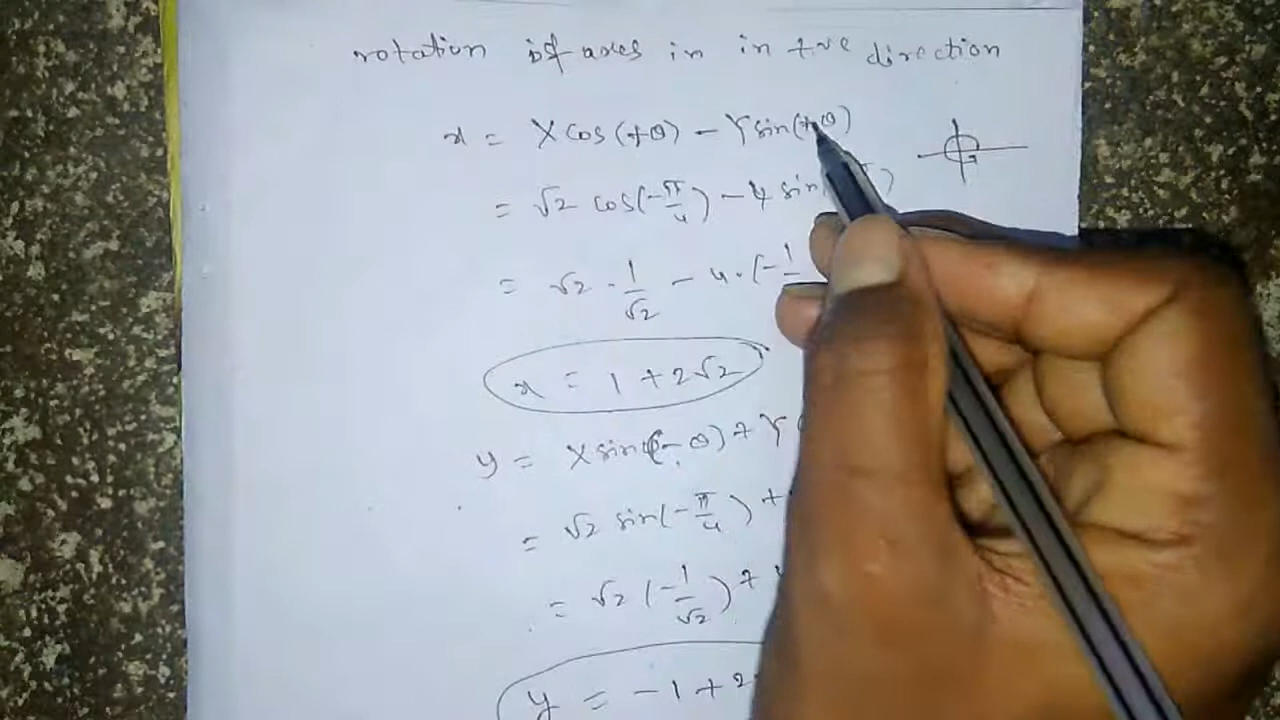 rotation of axes in in +ve direction
x = X cos(+θ) - Y sin(+θ)
= √2 cos(-π/4) - 4 sin
= √2 · 1/√2 - 4 · (-1/
x = 1 + 2√2
y = X sin(-θ) + Y
= √2 sin(-π/4) +
= √2 (-1/√2) +
y = -1 + 2